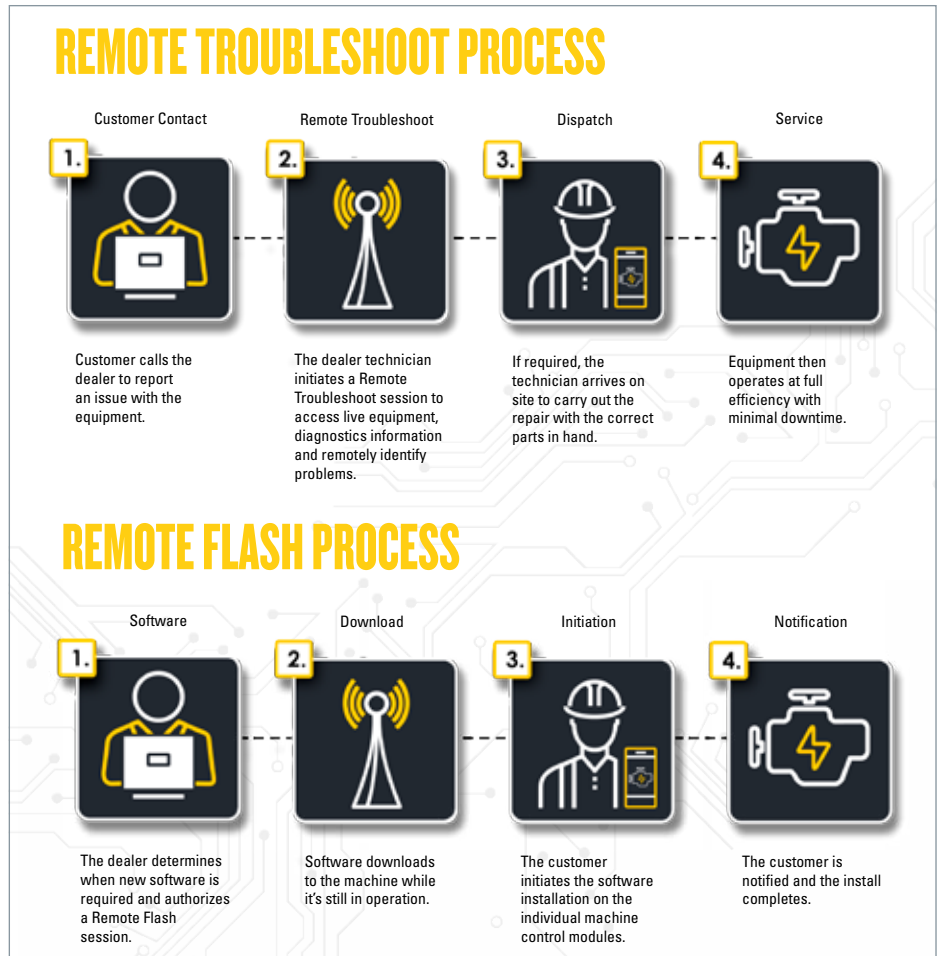 REMOTE TROUBLESHOOT PROCESS
Customer Contact
1.
Customer calls the
dealer to report
an issue with the
equipment.
Remote Troubleshoot
2.
The dealer technician
initiates a Remote
Troubleshoot session to
access live equipment,
diagnostics information
and remotely identify
problems.
Dispatch
3.
If required, the
technician arrives on
site to carry out the
repair with the correct
parts in hand.
Service
4.
Equipment then
operates at full
efficiency with
minimal downtime.
REMOTE FLASH PROCESS
Software
1.
The dealer determines
when new software is
required and authorizes
a Remote Flash
session.
Download
2.
Software downloads
to the machine while
it's still in operation.
Initiation
3.
The customer
initiates the software
installation on the
individual machine
control modules.
Notification
4.
The customer is
notified and the install
completes.